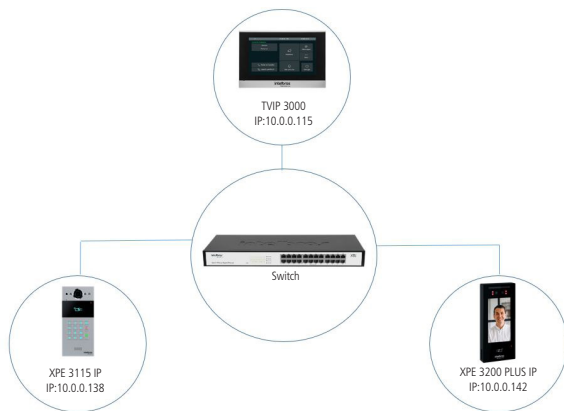 TVIP 3000
IP:10.0.0.115
Switch
XPE 3115 IP
IP:10.0.0.138
XPE 3200 PLUS IP
IP:10.0.0.142